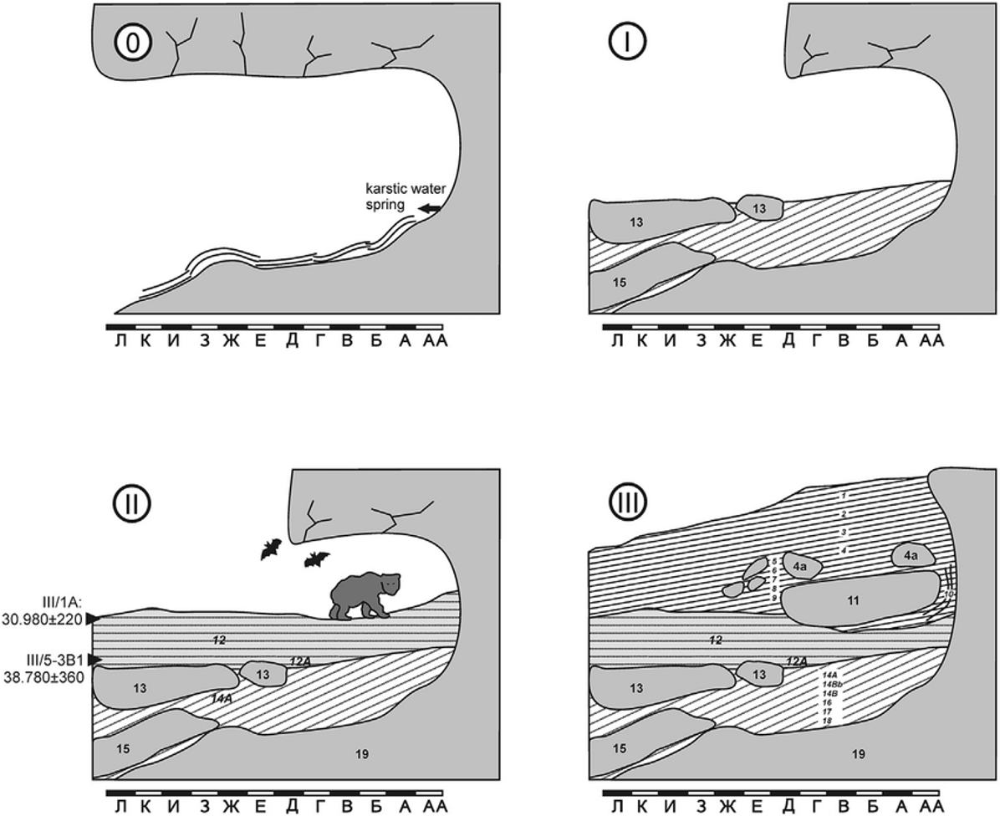 0
karstic water
spring
Л К И З Ж Е Д Г В Б А АА
I
13
13
15
Л К И З Ж Е Д Г В Б А АА
II
III/1A:
30.980±220
12
III/5-3B1
38.780±360
12A
13
13
14A
15
19
Л К И З Ж Е Д Г В Б А АА
III
1
2
3
4
5
6
7
8
9
4a
4a
11
10
12
12A
13
13
14A
14Bb
14B
16
17
18
15
19
Л К И З Ж Е Д Г В Б А АА